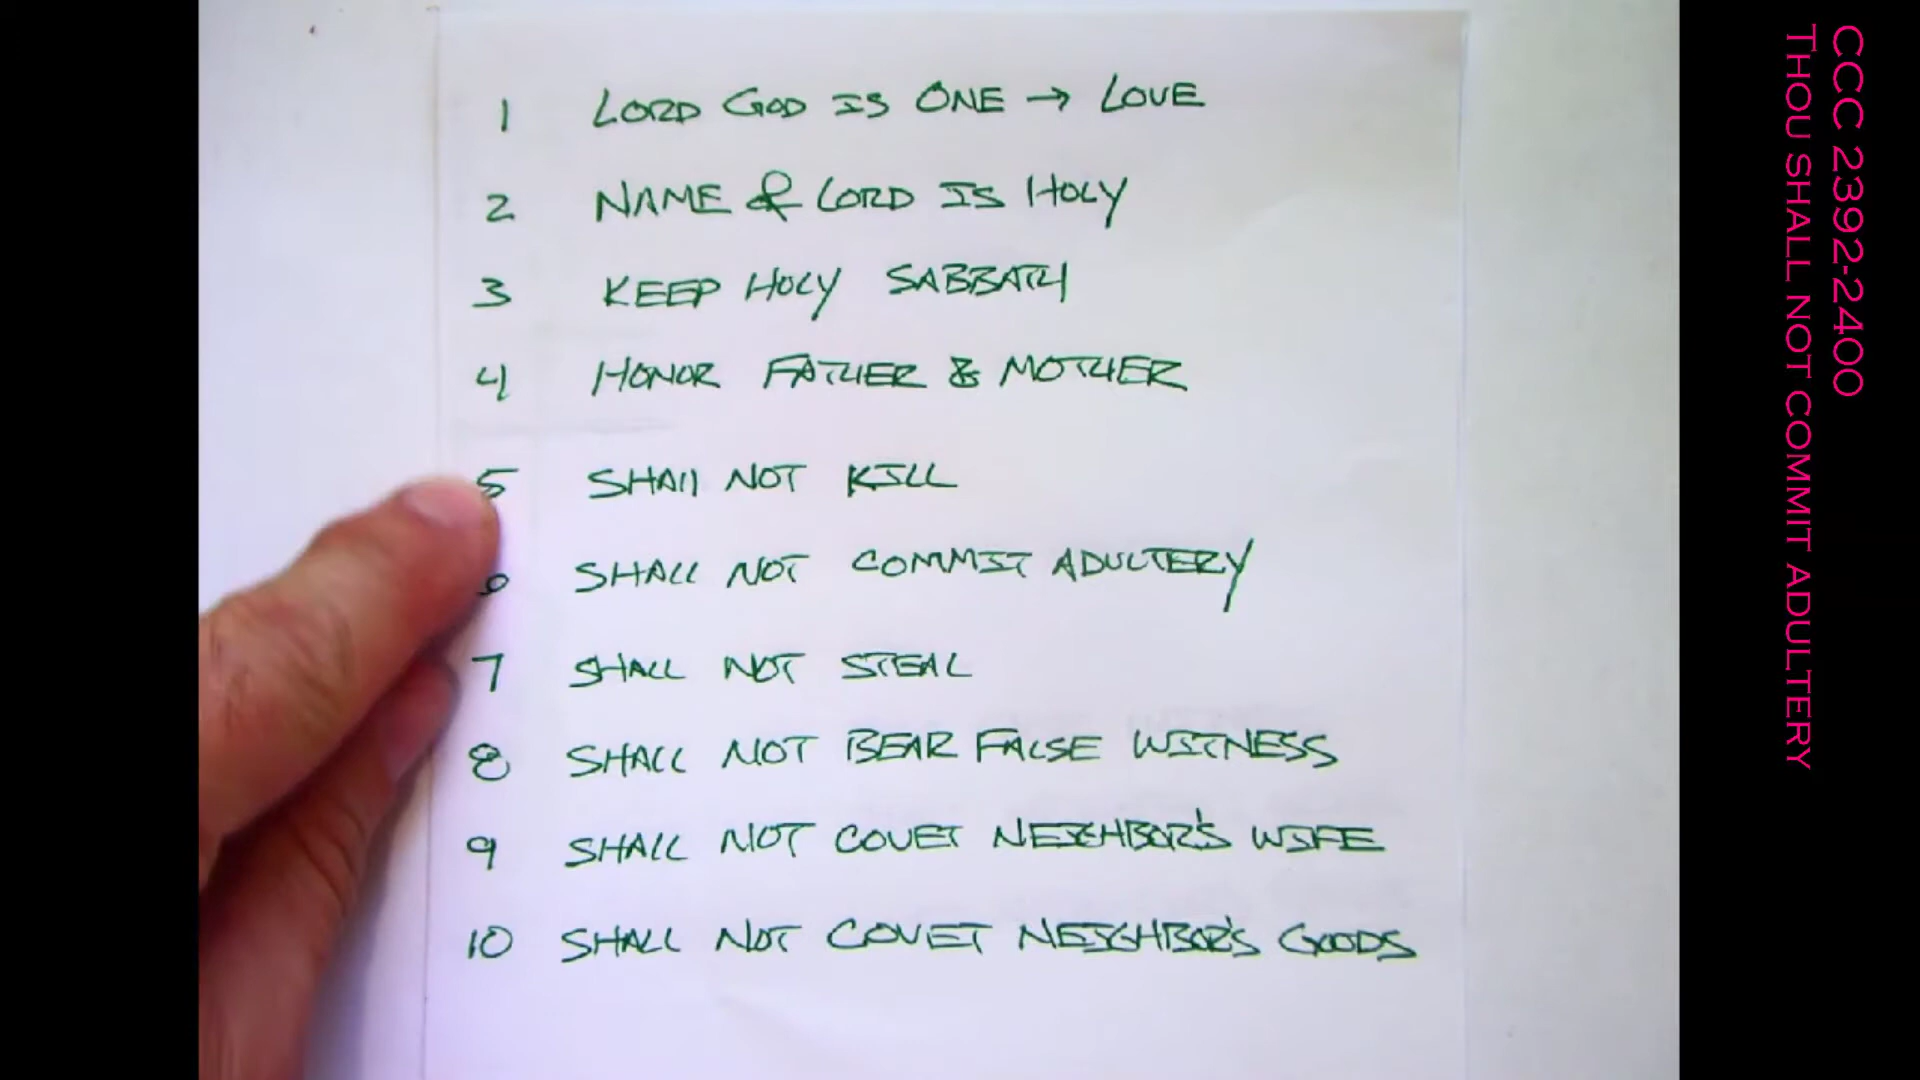 1 LORD GOD IS ONE → LOVE
2 NAME of LORD IS HOLY
3 KEEP HOLY SABBATH
4 HONOR FATHER & MOTHER
5 SHAll NOT KILL
6 SHALL NOT COMMIT ADULTERY
7 SHALL NOT STEAL
8 SHALL NOT BEAR FALSE WITNESS
9 SHALL NOT COVET NEIGHBOR'S WIFE
10 SHALL NOT COVET NEIGHBOR'S GOODS
CCC 2392-2400
THOU SHALL NOT COMMIT ADULTERY